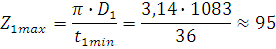 Z₁ₘₐₓ = (π · D₁) / t₁ₘᵢₙ = (3,14 · 1083) / 36 ≈ 95